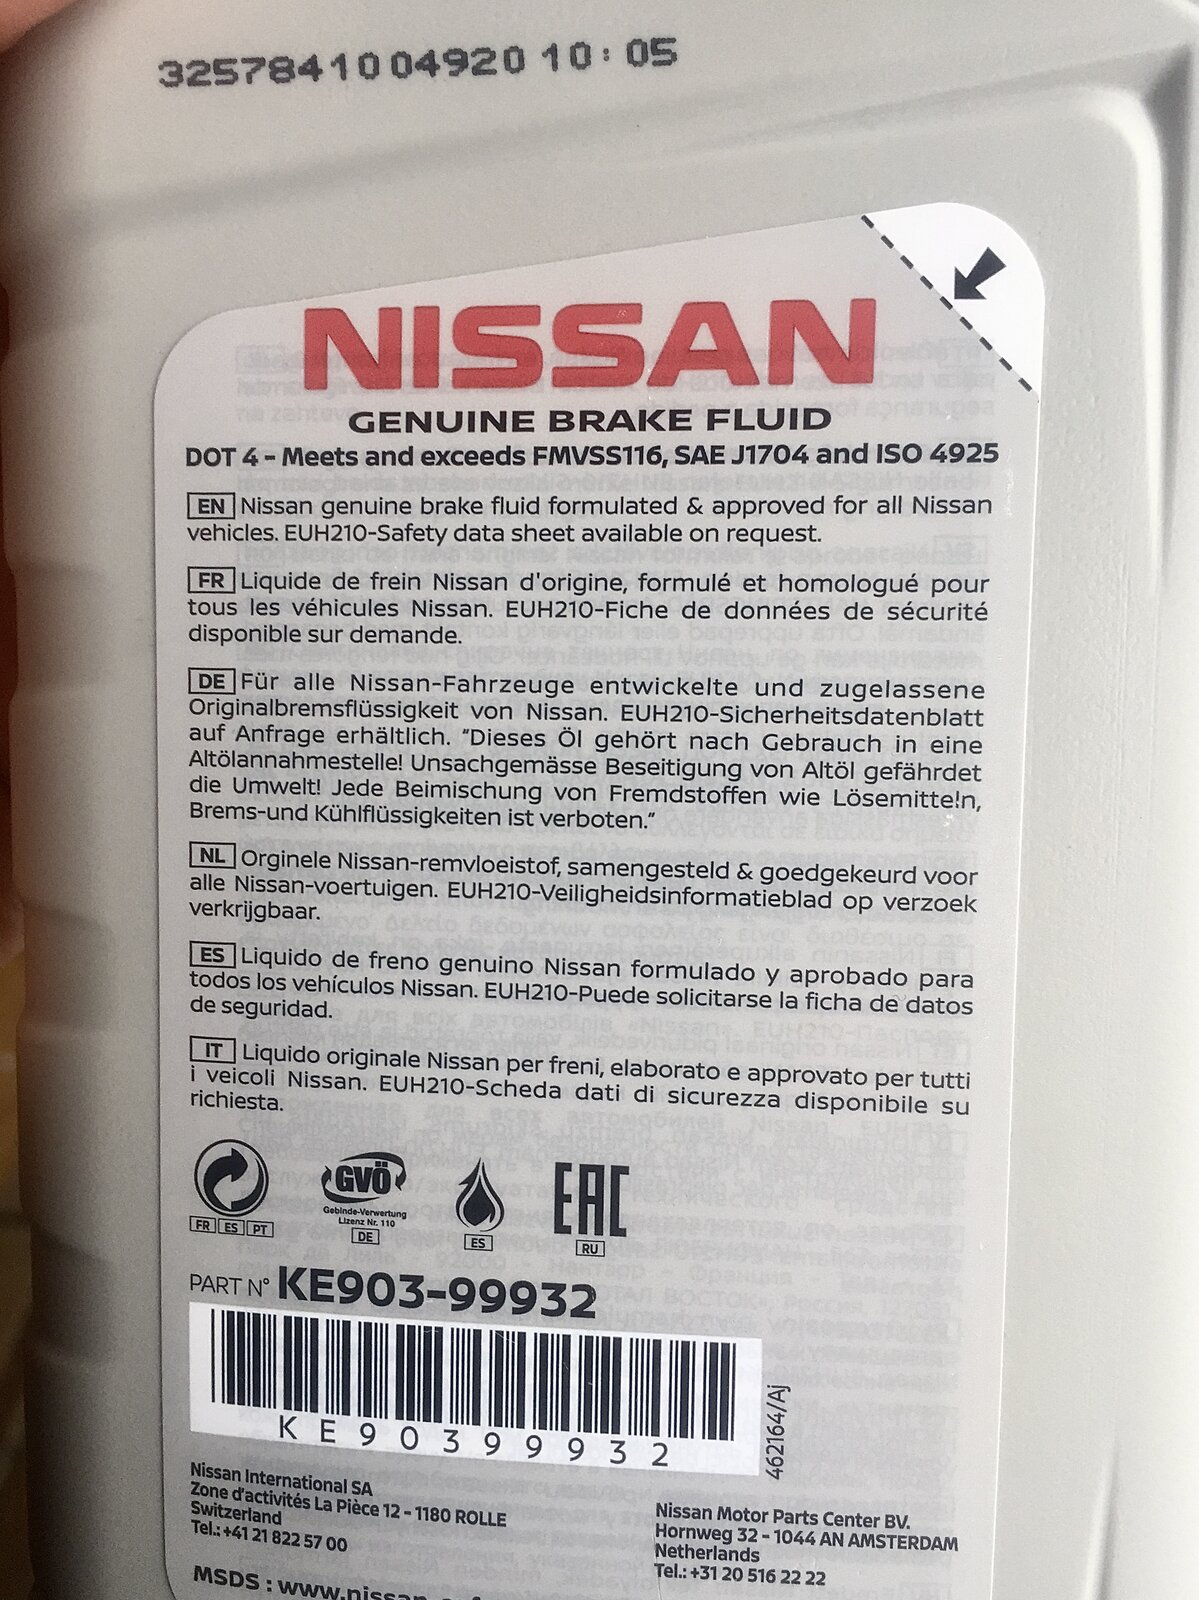 3257841004920 10:05
NISSAN
GENUINE BRAKE FLUID
DOT 4 - Meets and exceeds FMVSS116, SAE J1704 and ISO 4925
EN Nissan genuine brake fluid formulated & approved for all Nissan
vehicles. EUH210-Safety data sheet available on request.
FR Liquide de frein Nissan d'origine, formulé et homologué pour
tous les véhicules Nissan. EUH210-Fiche de données de sécurité
disponible sur demande.
DE Für alle Nissan-Fahrzeuge entwickelte und zugelassene
Originalbremsflüssigkeit von Nissan. EUH210-Sicherheitsdatenblatt
auf Anfrage erhältlich. "Dieses Öl gehört nach Gebrauch in eine
Altölannahmestelle! Unsachgemässe Beseitigung von Altöl gefährdet
die Umwelt! Jede Beimischung von Fremdstoffen wie Lösemitte!n,
Brems-und Kühlflüssigkeiten ist verboten."
NL Orginele Nissan-remvloeistof, samengesteld & goedgekeurd voor
alle Nissan-voertuigen. EUH210-Veiligheidsinformatieblad op verzoek
verkrijgbaar.
ES Liquido de freno genuino Nissan formulado y aprobado para
todos los vehículos Nissan. EUH210-Puede solicitarse la ficha de datos
de seguridad.
IT Liquido originale Nissan per freni, elaborato e approvato per tutti
i veicoli Nissan. EUH210-Scheda dati di sicurezza disponibile su
richiesta.
FR ES PT
GVÖ
Gebinde-Verwertung
Lizenz Nr. 110
DE
ES
EAC
RU
PART N° KE903-99932
KE90399932
462164/Aj
Nissan International SA
Zone d'activités La Pièce 12 - 1180 ROLLE
Switzerland
Tel.: +41 21 822 57 00
Nissan Motor Parts Center BV.
Hornweg 32 - 1044 AN AMSTERDAM
Netherlands
Tel.: +31 20 516 22 22
MSDS : www.nissan